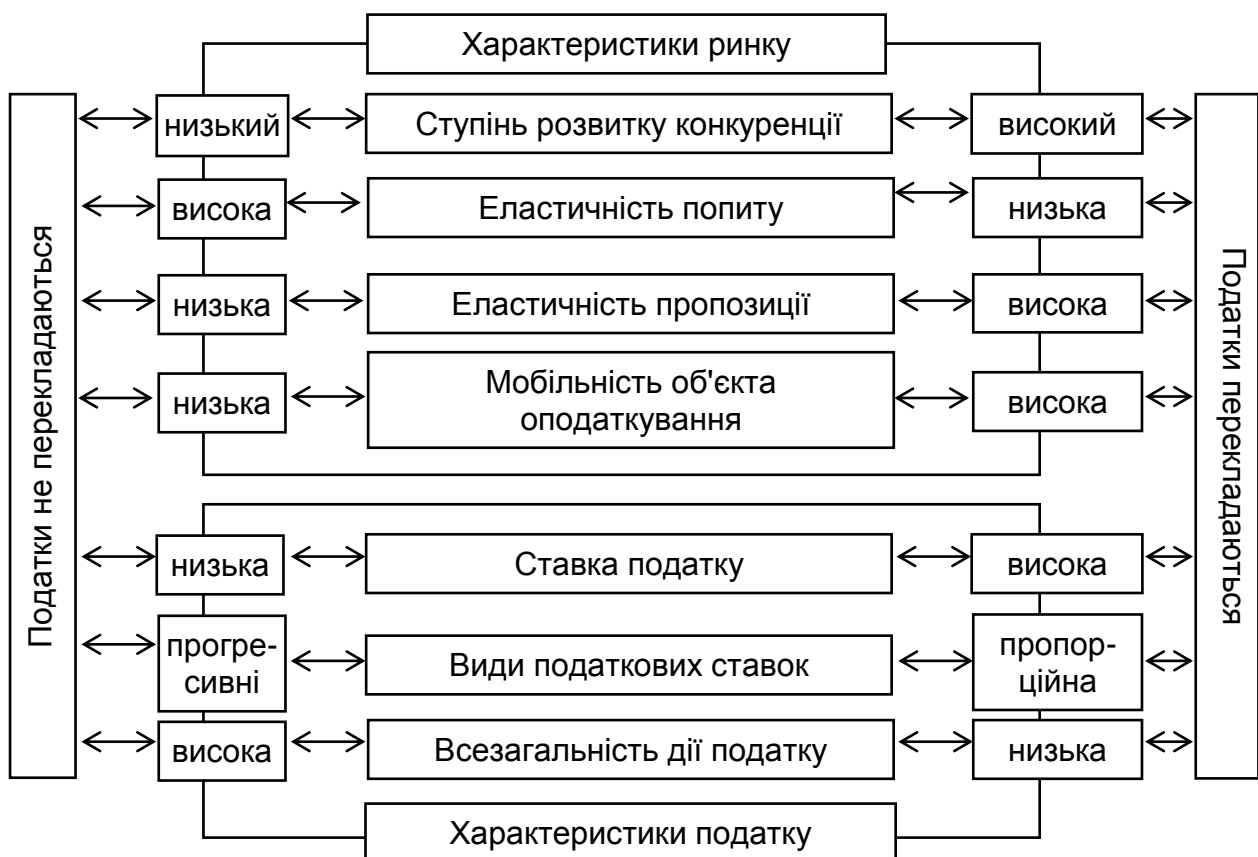 Характеристики ринку
Податки не перекладаються
низький
Ступінь розвитку конкуренції
високий
Податки перекладаються
висока
Еластичність попиту
низька
низька
Еластичність пропозиції
висока
низька
Мобільність об'єкта
оподаткування
висока
низька
Ставка податку
висока
прогре-
сивні
Види податкових ставок
пропор-
ційна
висока
Всезагальність дії податку
низька
Характеристики податку